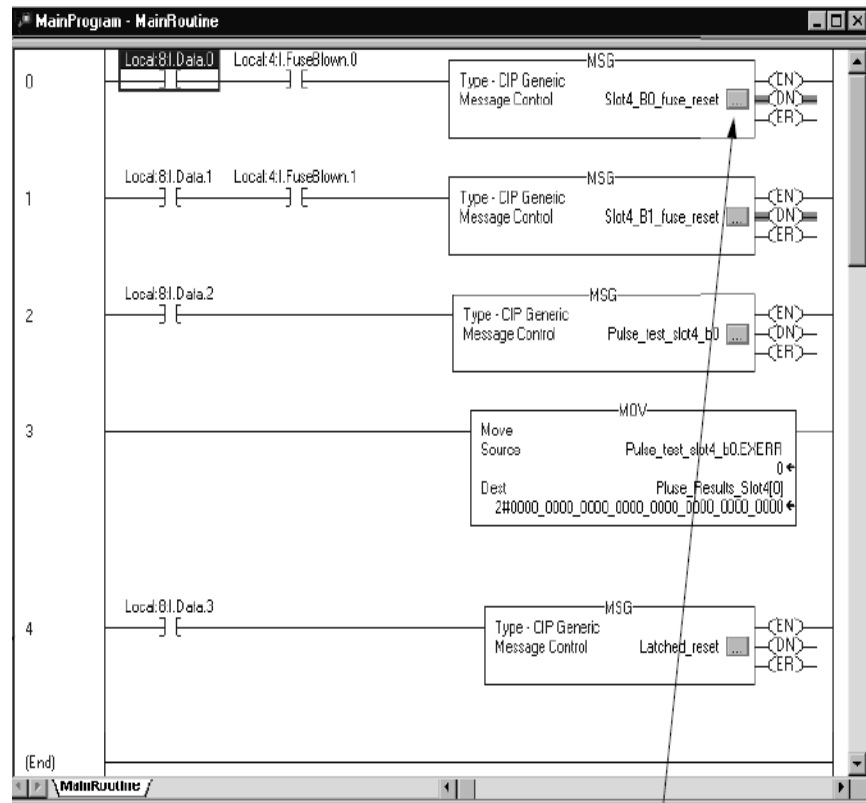 MainProgram - MainRoutine
0
Local:8:I.Data.0
Local:4:I.FuseBlown.0
MSG
Type - CIP Generic
Message Control Slot4_B0_fuse_reset ...
EN
DN
ER
1
Local:8:I.Data.1
Local:4:I.FuseBlown.1
MSG
Type - CIP Generic
Message Control Slot4_B1_fuse_reset ...
EN
DN
ER
2
Local:8:I.Data.2
MSG
Type - CIP Generic
Message Control Pulse_test_slot4_b0 ...
EN
DN
ER
3
MOV
Move
Source Pulse_test_slot4_b0.EXERR
0
Dest Pluse_Results_Slot4[0]
2#0000_0000_0000_0000_0000_0000_0000_0000
4
Local:8:I.Data.3
MSG
Type - CIP Generic
Message Control Latched_reset ...
EN
DN
ER
(End)
MainRoutine